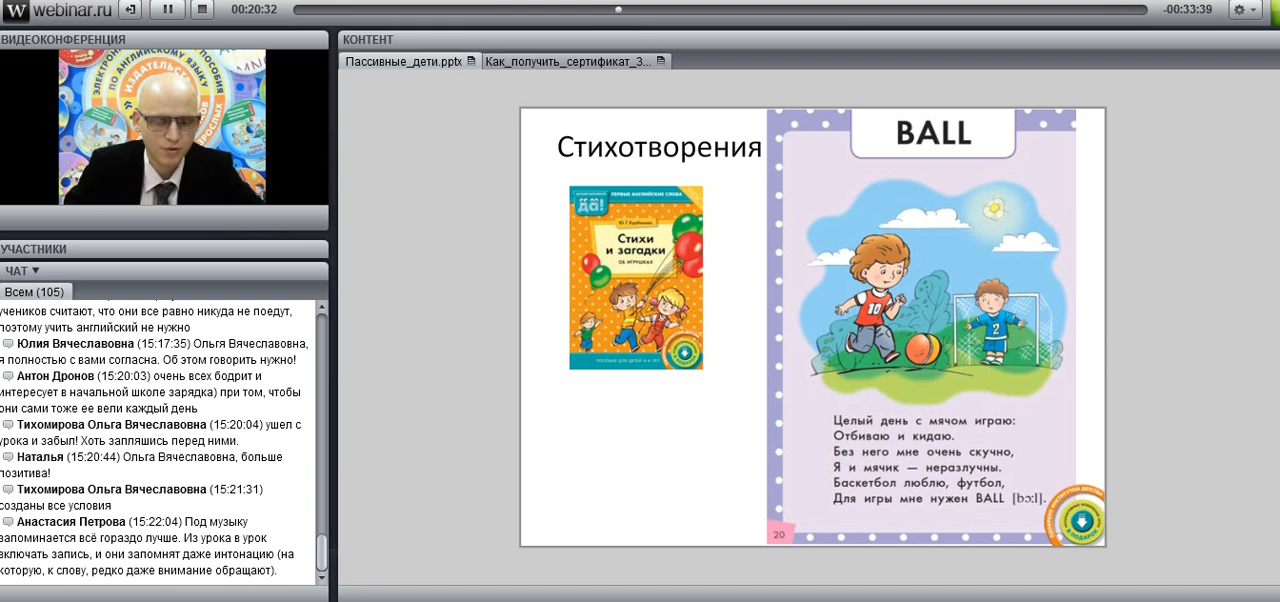 webinar.ru
00:20:32
-00:33:39
ВИДЕОКОНФЕРЕНЦИЯ
УЧАСТНИКИ
ЧАТ
Всем (105)
учеников считают, что они все равно никуда не поедут,
поэтому учить английский не нужно
Юлия Вячеславовна (15:17:35) Ольга Вячеславовна,
я полностью с вами согласна. Об этом говорить нужно!
Антон Дронов (15:20:03) очень всех бодрит и
интересует в начальной школе зарядка) при том, чтобы
они сами тоже ее вели каждый день
Тихомирова Ольга Вячеславовна (15:20:04) ушел с
урока и забыл! Хоть запляшись перед ними.
Наталья (15:20:44) Ольга Вячеславовна, больше
позитива!
Тихомирова Ольга Вячеславовна (15:21:31)
созданы все условия
Анастасия Петрова (15:22:04) Под музыку
запоминается всё гораздо лучше. Из урока в урок
включать запись, и они запомнят даже интонацию (на
которую, к слову, редко даже внимание обращают).
КОНТЕНТ
Пассивные_дети.pptx
Как_получить_сертификат_3...
Стихотворения
ПЕРВЫЕ АНГЛИЙСКИЕ СЛОВА
ДА!
Стихи
и загадки
ОБ ИГРУШКАХ
BALL
10
2
Целый день с мячом играю:
Отбиваю и кидаю.
Без него мне очень скучно,
Я и мячик — неразлучны.
Баскетбол люблю, футбол,
Для игры мне нужен BALL [bɔ:l].
20